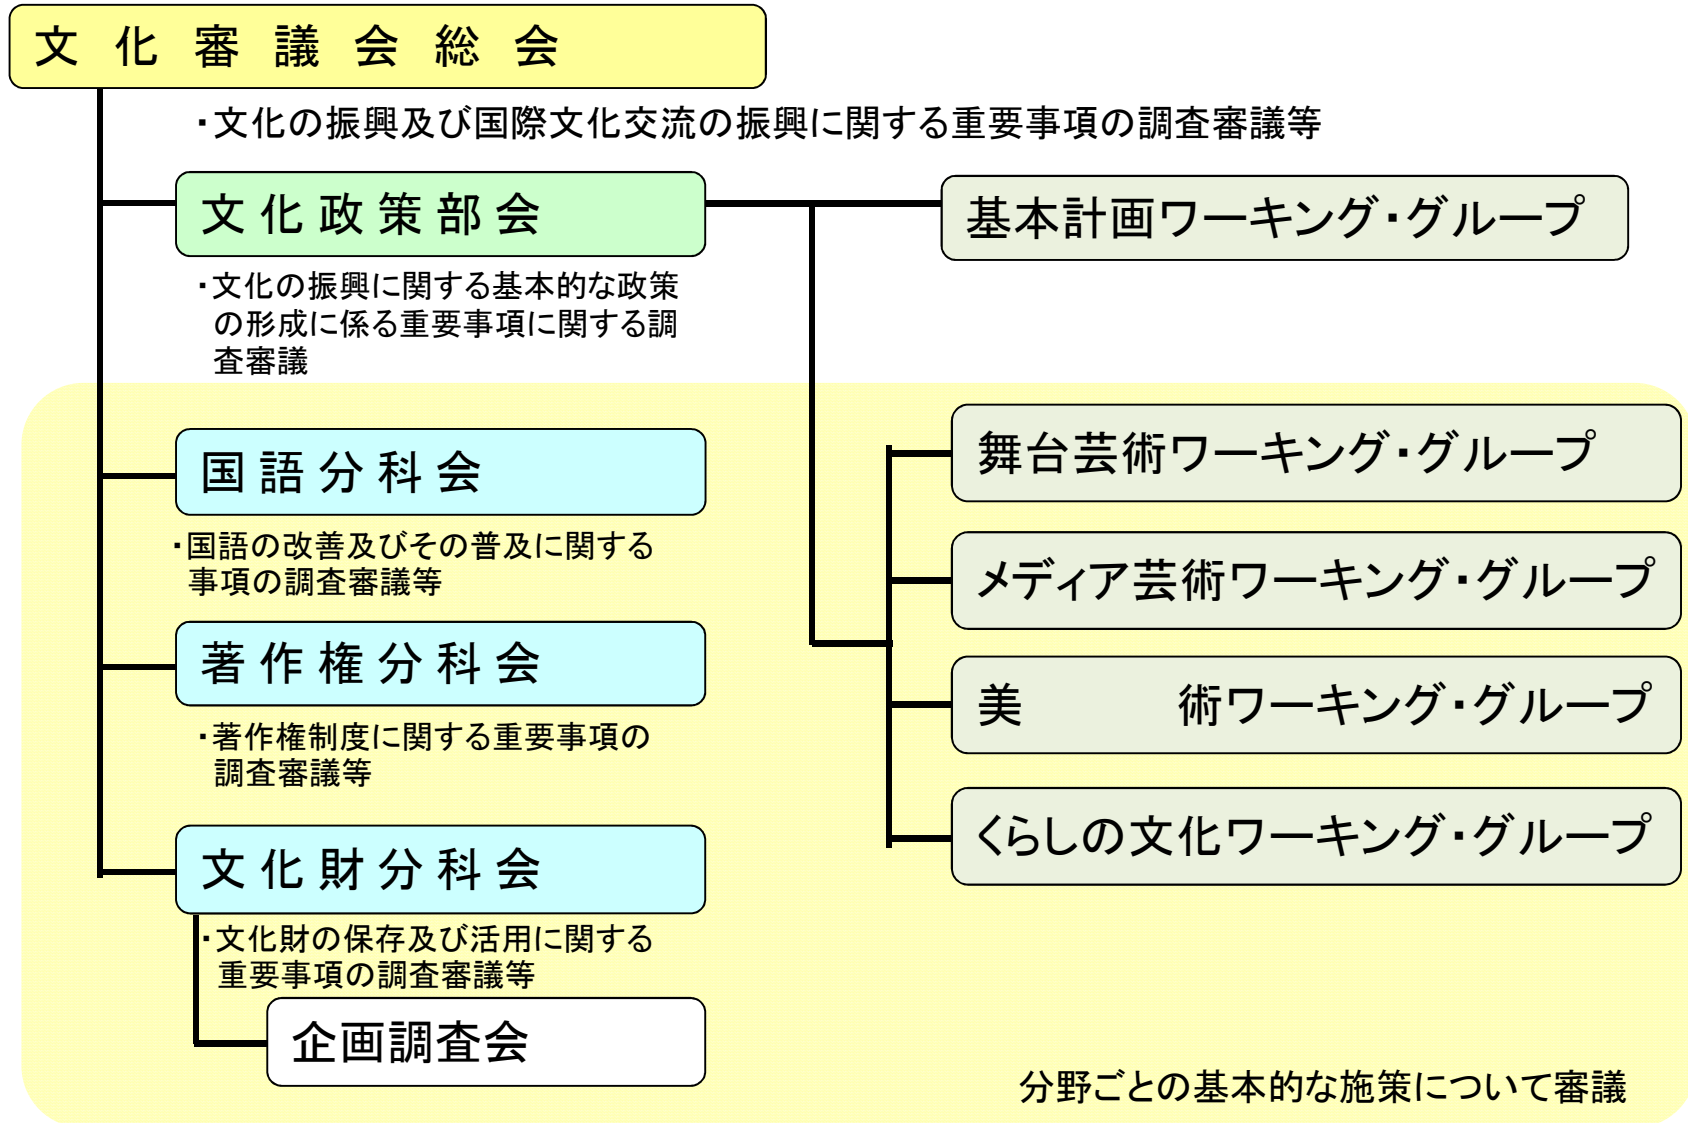 文化審議会総会
・文化の振興及び国際文化交流の振興に関する重要事項の調査審議等
文化政策部会
・文化の振興に関する基本的な政策
の形成に係る重要事項に関する調
査審議
国語分科会
・国語の改善及びその普及に関する
事項の調査審議等
著作権分科会
・著作権制度に関する重要事項の
調査審議等
文化財分科会
・文化財の保存及び活用に関する
重要事項の調査審議等
企画調査会
基本計画ワーキング・グループ
舞台芸術ワーキング・グループ
メディア芸術ワーキング・グループ
美　　　術ワーキング・グループ
くらしの文化ワーキング・グループ
分野ごとの基本的な施策について審議